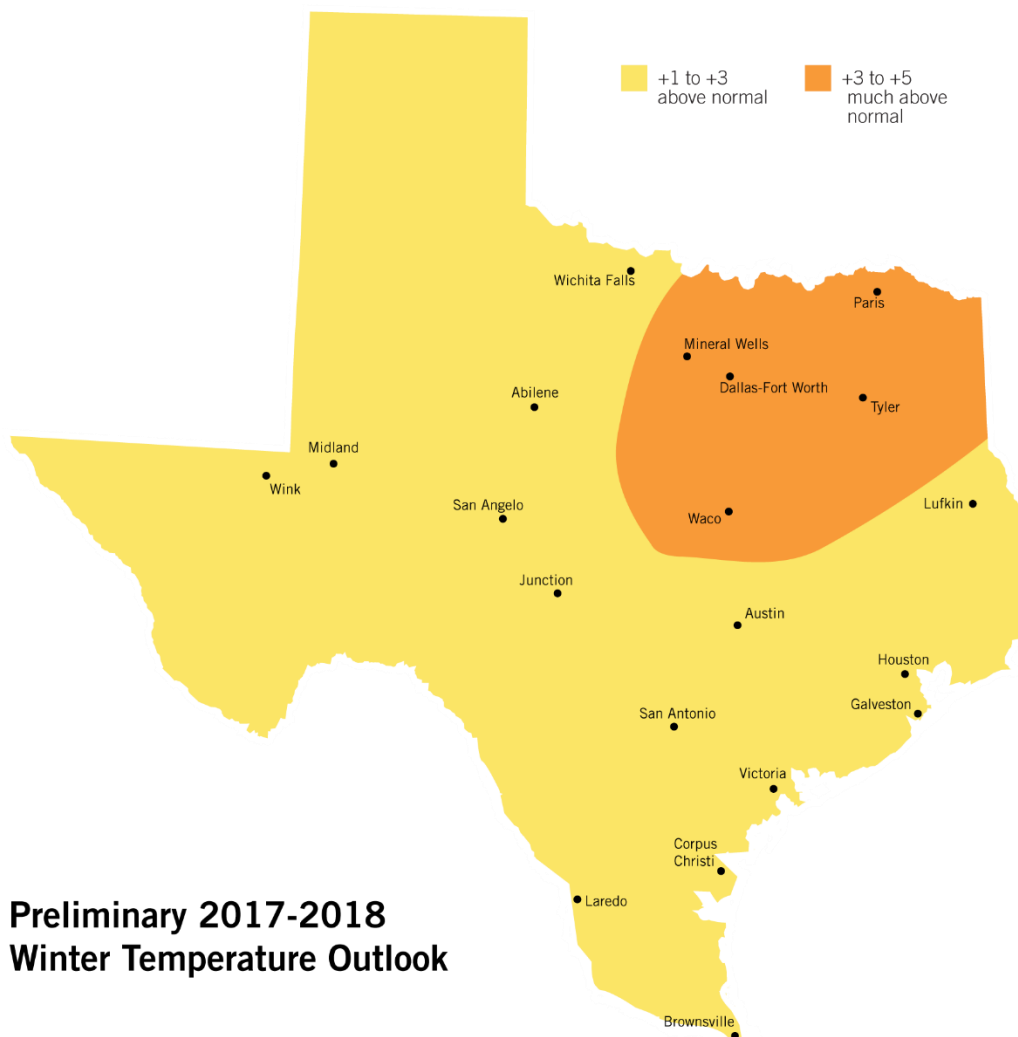 +1 to +3
above normal
+3 to +5
much above
normal
Wichita Falls
Paris
Mineral Wells
Dallas-Fort Worth
Abilene
Tyler
Midland
Wink
San Angelo
Lufkin
Waco
Junction
Austin
Houston
Galveston
San Antonio
Victoria
Corpus
Christi
Laredo
Preliminary 2017-2018
Winter Temperature Outlook
Brownsville